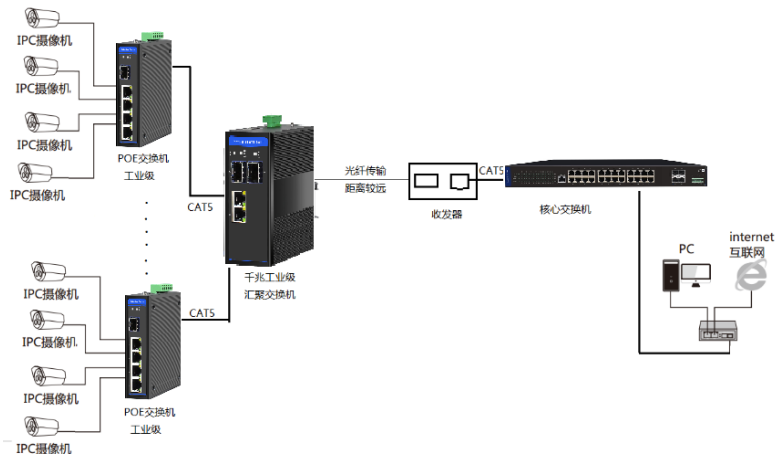 IPC摄像机
IPC摄像机
IPC摄像机
IPC摄像机
POE交换机
工业级
CAT5
千兆工业级
汇聚交换机
光纤传输
距离较远
收发器
CAT5
核心交换机
PC
internet
互联网
IPC摄像机
IPC摄像机
IPC摄像机
IPC摄像机
POE交换机
工业级
CAT5